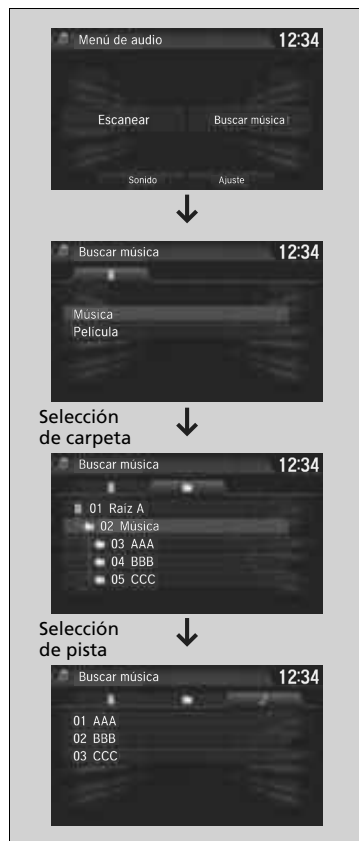 Menú de audio 12:34
Escanear Buscar música
Sonido Ajuste
Buscar música 12:34
Música
Película
Selección
de carpeta
Buscar música 12:34
01 Raíz A
02 Música
03 AAA
04 BBB
05 CCC
Selección
de pista
Buscar música 12:34
01 AAA
02 BBB
03 CCC